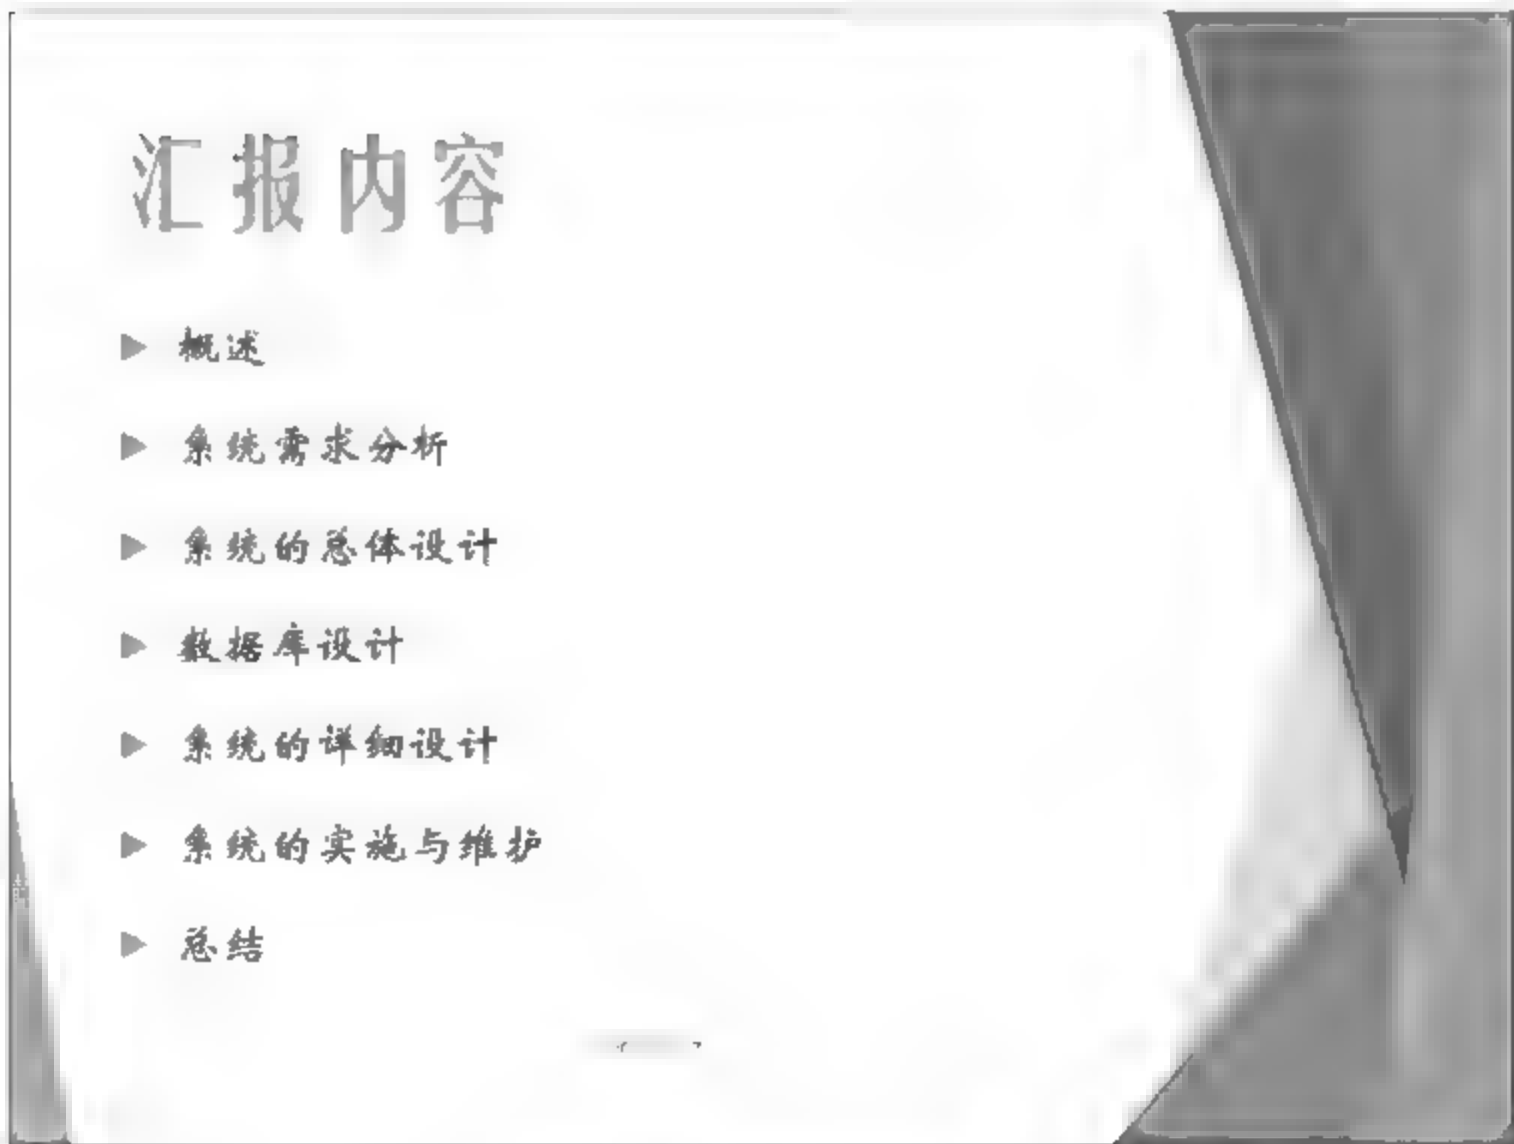 汇报内容
概述
系统需求分析
系统的总体设计
数据库设计
系统的详细设计
系统的实施与维护
总结